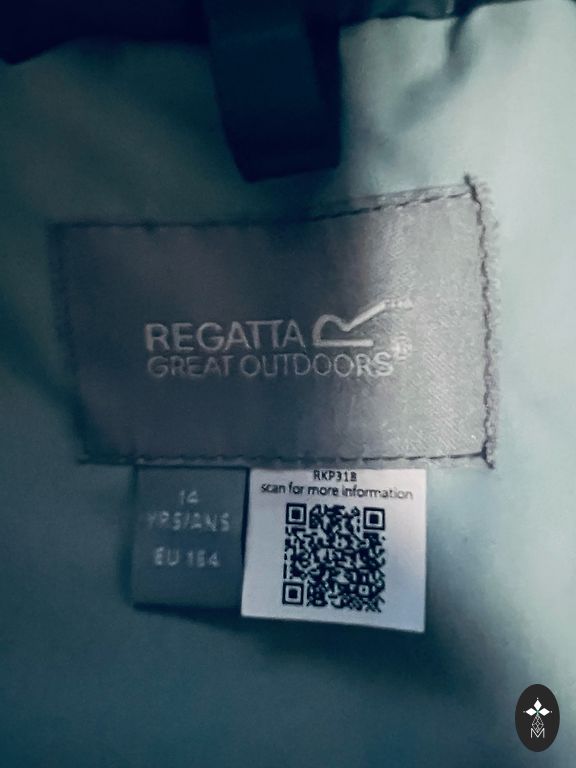 REGATTA
GREAT OUTDOORS®
14
YRS/ANS
EU 164
RKP318
scan for more information
M